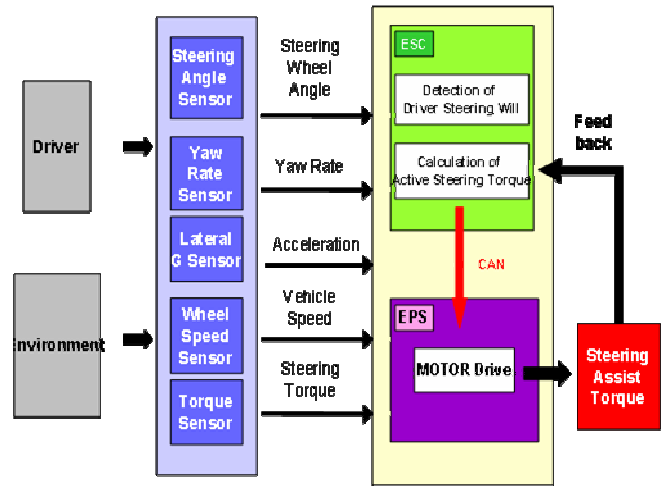 Driver
Environment
Steering
Angle
Sensor
Yaw
Rate
Sensor
Lateral
G Sensor
Wheel
Speed
Sensor
Torque
Sensor
Steering
Wheel
Angle
Yaw Rate
Acceleration
Vehicle
Speed
Steering
Torque
ESC
Detection of
Driver Steering Will
Calculation of
Active Steering Torque
CAN
EPS
MOTOR Drive
Feed
back
Steering
Assist
Torque